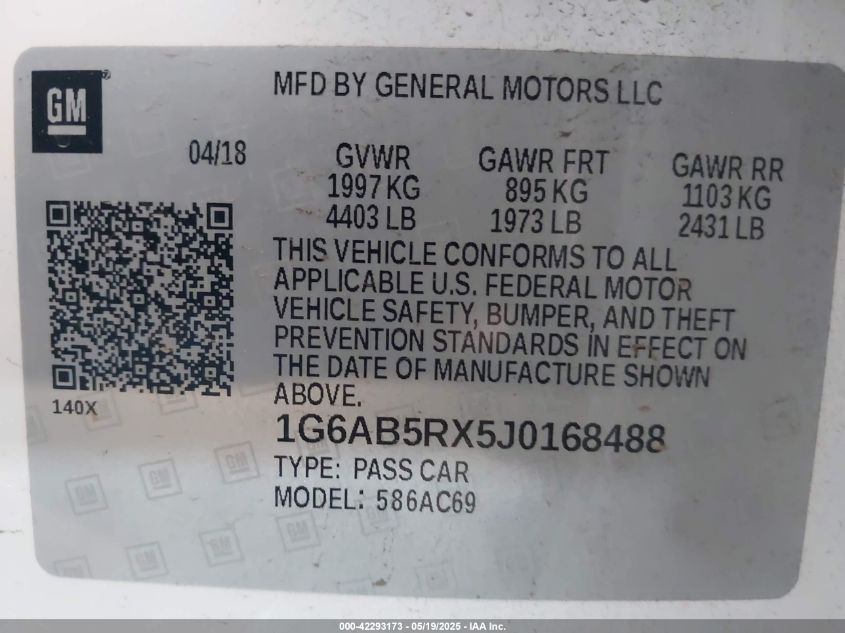 GM
®
MFD BY GENERAL MOTORS LLC
04/18
GVWR
1997 KG
4403 LB
GAWR FRT
895 KG
1973 LB
GAWR RR
1103 KG
2431 LB
THIS VEHICLE CONFORMS TO ALL
APPLICABLE U.S. FEDERAL MOTOR
VEHICLE SAFETY, BUMPER, AND THEFT
PREVENTION STANDARDS IN EFFECT ON
THE DATE OF MANUFACTURE SHOWN
ABOVE.
140X
1G6AB5RX5J0168488
TYPE: PASS CAR
MODEL: 586AC69
000-42293173 - 05/19/2025 - IAA Inc.